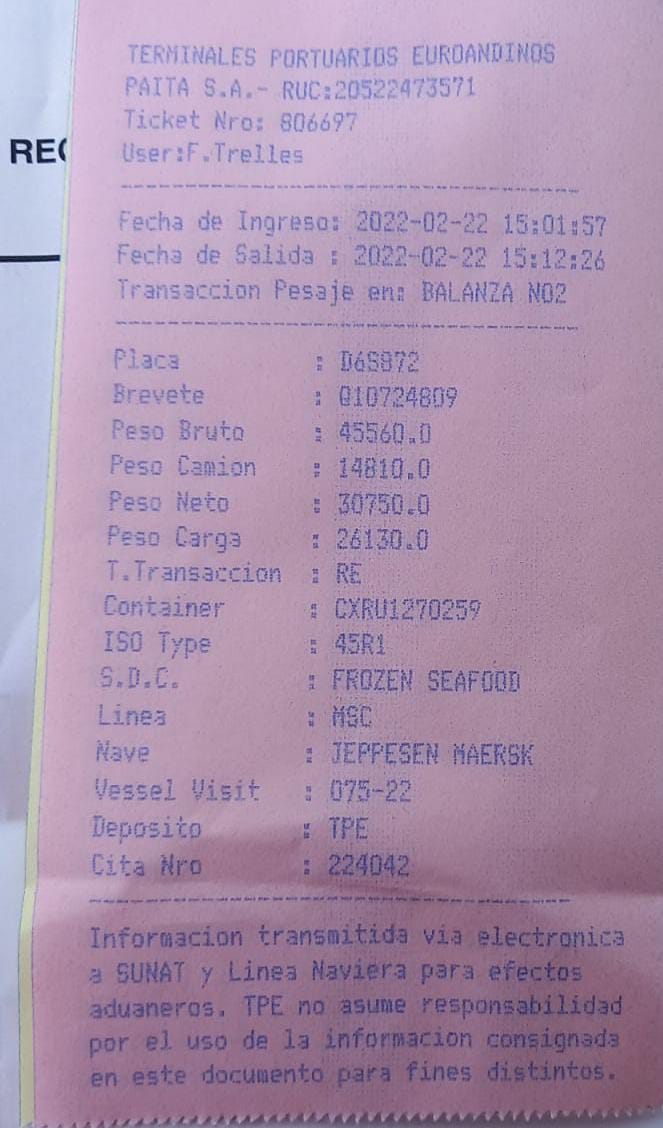 REC
TERMINALES PORTUARIOS EUROANDINOS
PAITA S.A.- RUC:20522473571
Ticket Nro: 806697
User:F.Trelles
Fecha de Ingreso: 2022-02-22 15:01:57
Fecha de Salida : 2022-02-22 15:12:26
Transaccion Pesaje en: BALANZA NO2
Placa : D6S872
Brevete : Q10724809
Peso Bruto : 45560.0
Peso Camion : 14810.0
Peso Neto : 30750.0
Peso Carga : 26130.0
T.Transaccion : RE
Container : CXRU1270259
ISO Type : 45R1
S.D.C. : FROZEN SEAFOOD
Linea : MSC
Nave : JEPPESEN MAERSK
Vessel Visit : 075-22
Deposito : TPE
Cita Nro : 224042
Informacion transmitida via electronica
a SUNAT y Linea Naviera para efectos
aduaneros. TPE no asume responsabilidad
por el uso de la informacion consignada
en este documento para fines distintos.